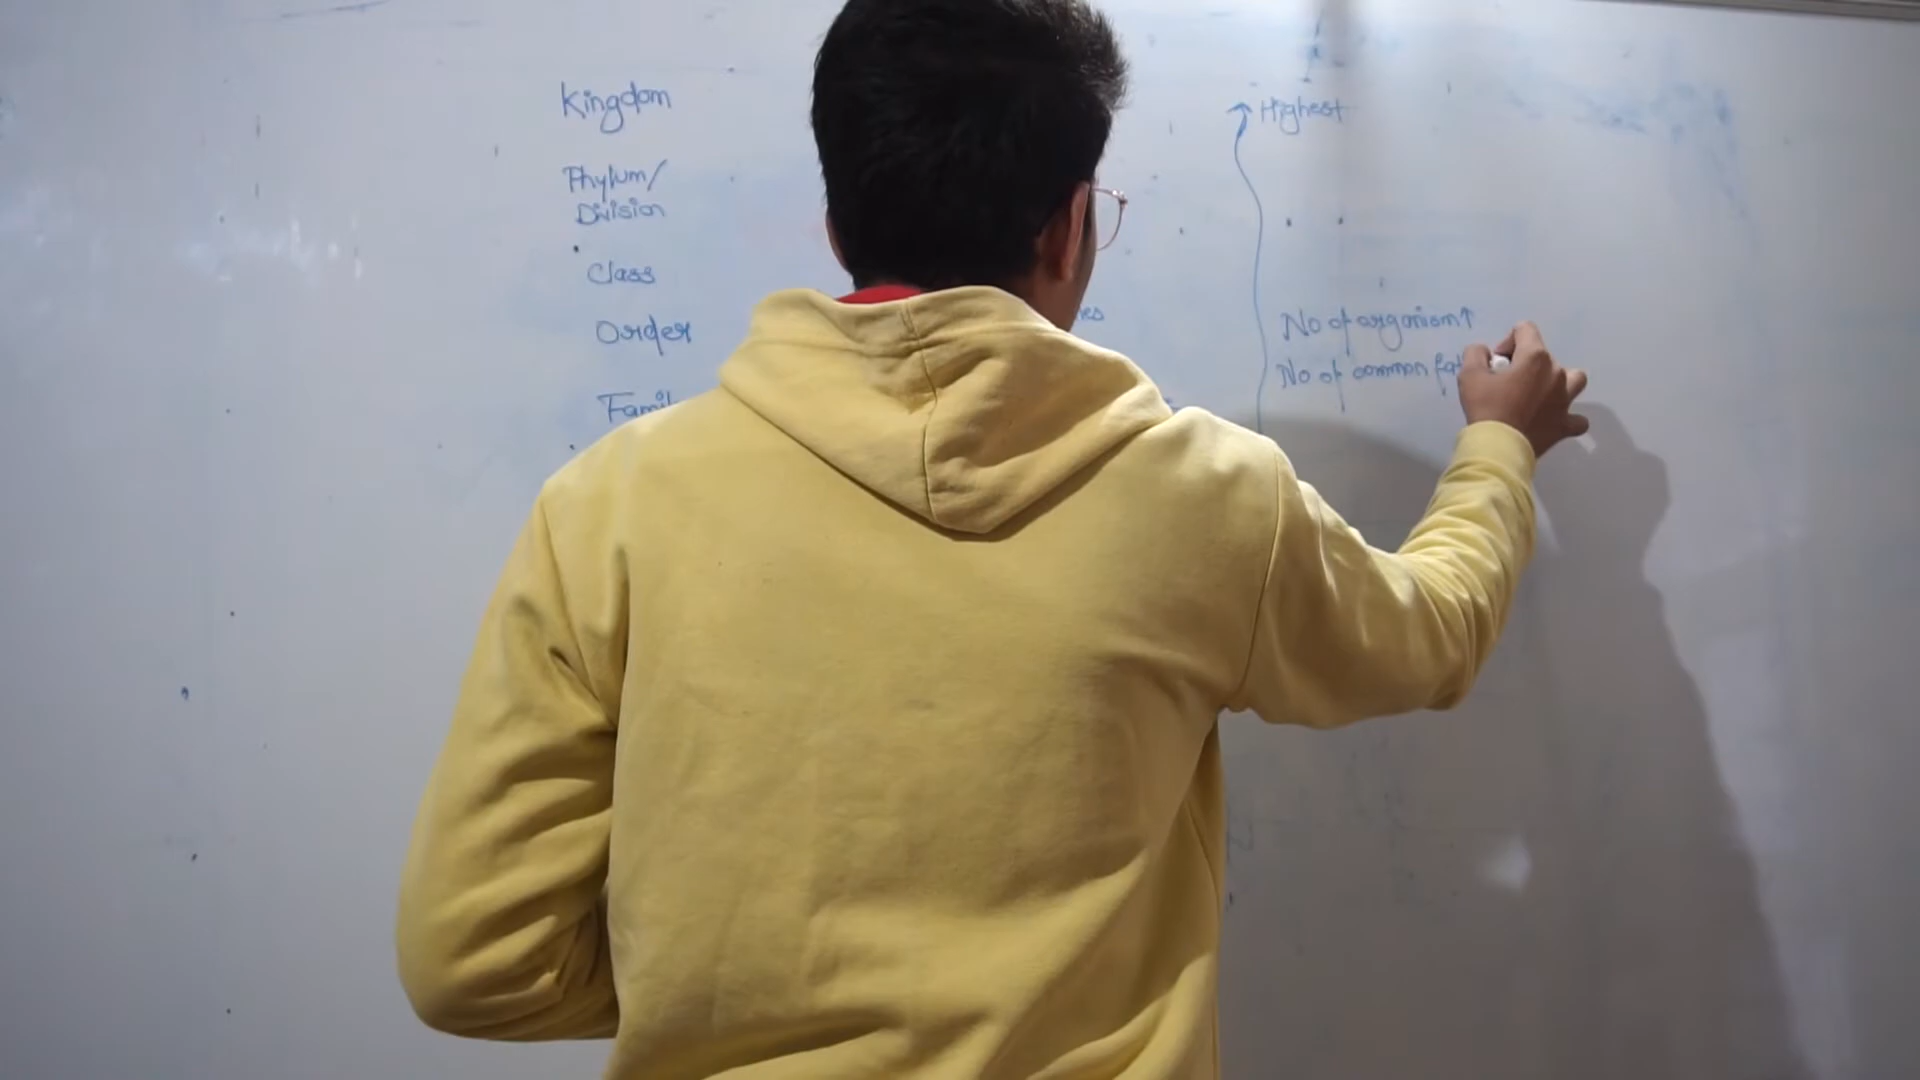 Kingdom
Phylum/
Division
Class
Order
Highest
No of organism↑
No of common